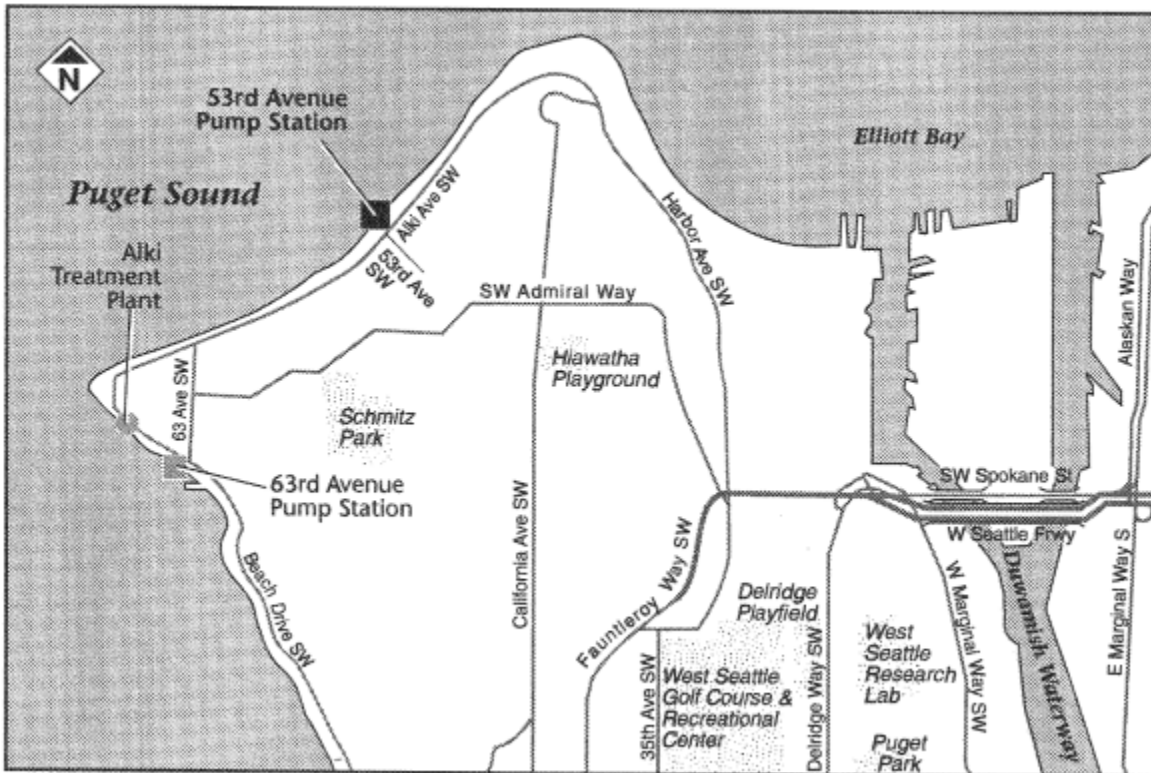 N
53rd Avenue
Pump Station
Elliott Bay
Puget Sound
Alki Ave SW
Harbor Ave SW
Alki
Treatment
Plant
53rd Ave
SW
SW Admiral Way
Alaskan Way
63 Ave SW
Hiawatha
Playground
Schmitz
Park
63rd Avenue
Pump Station
SW Spokane St
W Seattle Frwy
California Ave SW
Beach Drive SW
Fauntleroy Way SW
Delridge
Playfield
West
Seattle
Research
Lab
W Marginal Way SW
Duwamish Waterway
E Marginal Way S
35th Ave SW
West Seattle
Golf Course &
Recreational
Center
Delridge Way SW
Puget
Park